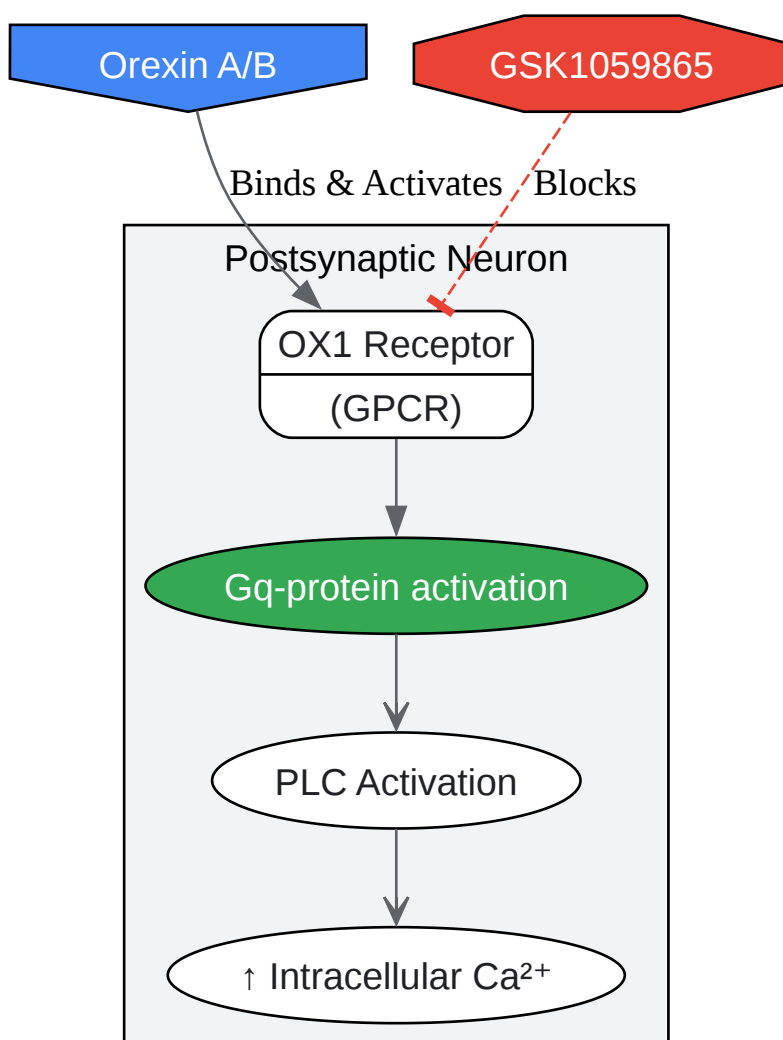 Orexin A/B
GSK1059865
Binds & Activates
Blocks
Postsynaptic Neuron
OX1 Receptor
(GPCR)
Gq-protein activation
PLC Activation
↑ Intracellular Ca²⁺